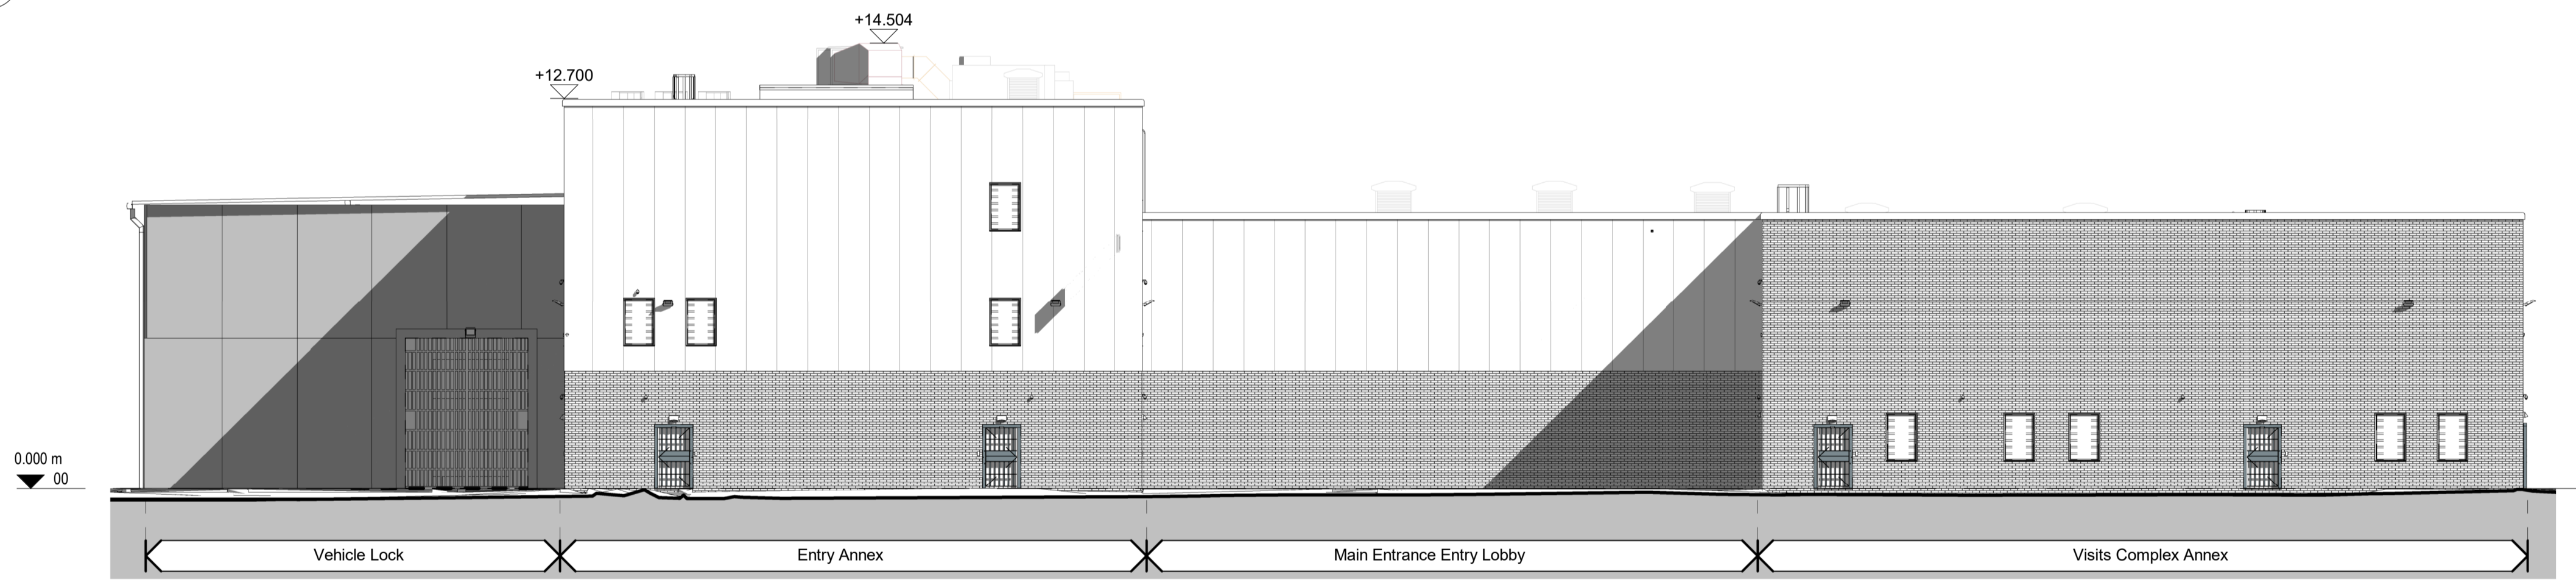 +14.504
+12.700
0.000 m
00
Vehicle Lock
Entry Annex
Main Entrance Entry Lobby
Visits Complex Annex